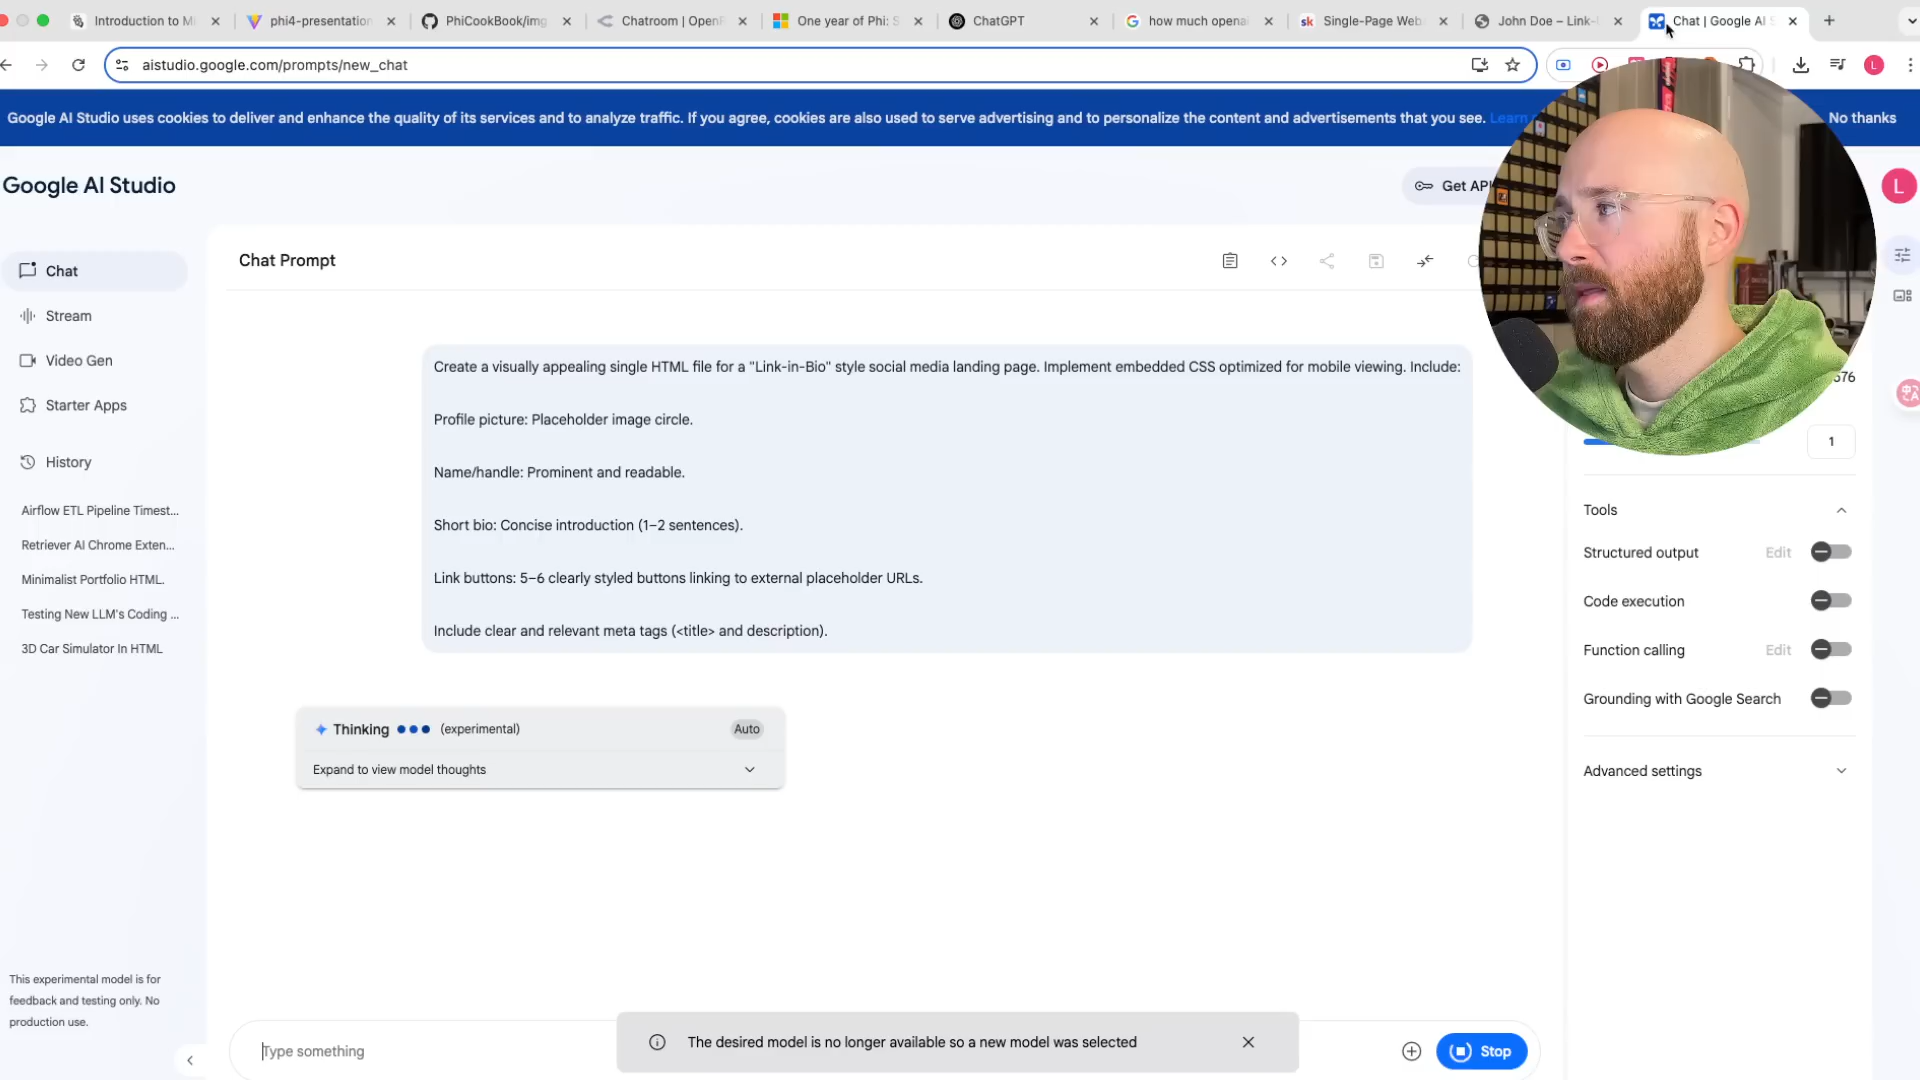 Introduction to Mi
phi4-presentation
PhiCookBook/img
Chatroom | OpenR
One year of Phi: S
ChatGPT
how much openai
sk
Single-Page Web
John Doe – Link-
Chat | Google AI S
aistudio.google.com/prompts/new_chat
L
Google AI Studio uses cookies to deliver and enhance the quality of its services and to analyze traffic. If you agree, cookies are also used to serve advertising and to personalize the content and advertisements that you see. Learn
No thanks
Google AI Studio
Get API
L
Chat
Stream
Video Gen
Starter Apps
History
Airflow ETL Pipeline Timest...
Retriever AI Chrome Exten...
Minimalist Portfolio HTML.
Testing New LLM's Coding ...
3D Car Simulator In HTML
This experimental model is for
feedback and testing only. No
production use.
Chat Prompt
Create a visually appealing single HTML file for a "Link-in-Bio" style social media landing page. Implement embedded CSS optimized for mobile viewing. Include:
Profile picture: Placeholder image circle.
Name/handle: Prominent and readable.
Short bio: Concise introduction (1–2 sentences).
Link buttons: 5–6 clearly styled buttons linking to external placeholder URLs.
Include clear and relevant meta tags (<title> and description).
Thinking (experimental) Auto
Expand to view model thoughts
Type something
The desired model is no longer available so a new model was selected
Stop
576
1
Tools
Structured output Edit
Code execution
Function calling Edit
Grounding with Google Search
Advanced settings